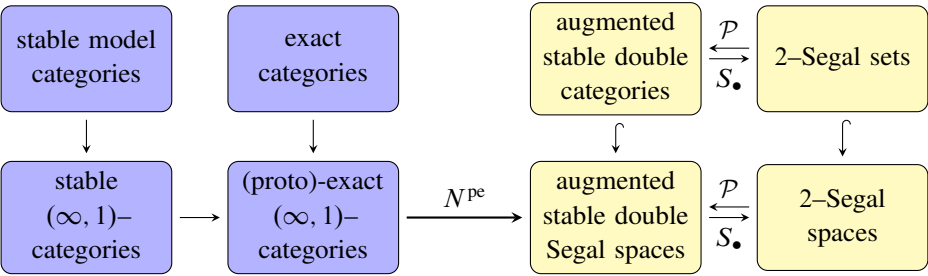 stable model
categories
exact
categories
augmented
stable double
categories
𝒫
S•
2–Segal sets
stable
(∞, 1)–
categories
(proto)-exact
(∞, 1)–
categories
N^pe
augmented
stable double
Segal spaces
𝒫
S•
2–Segal
spaces